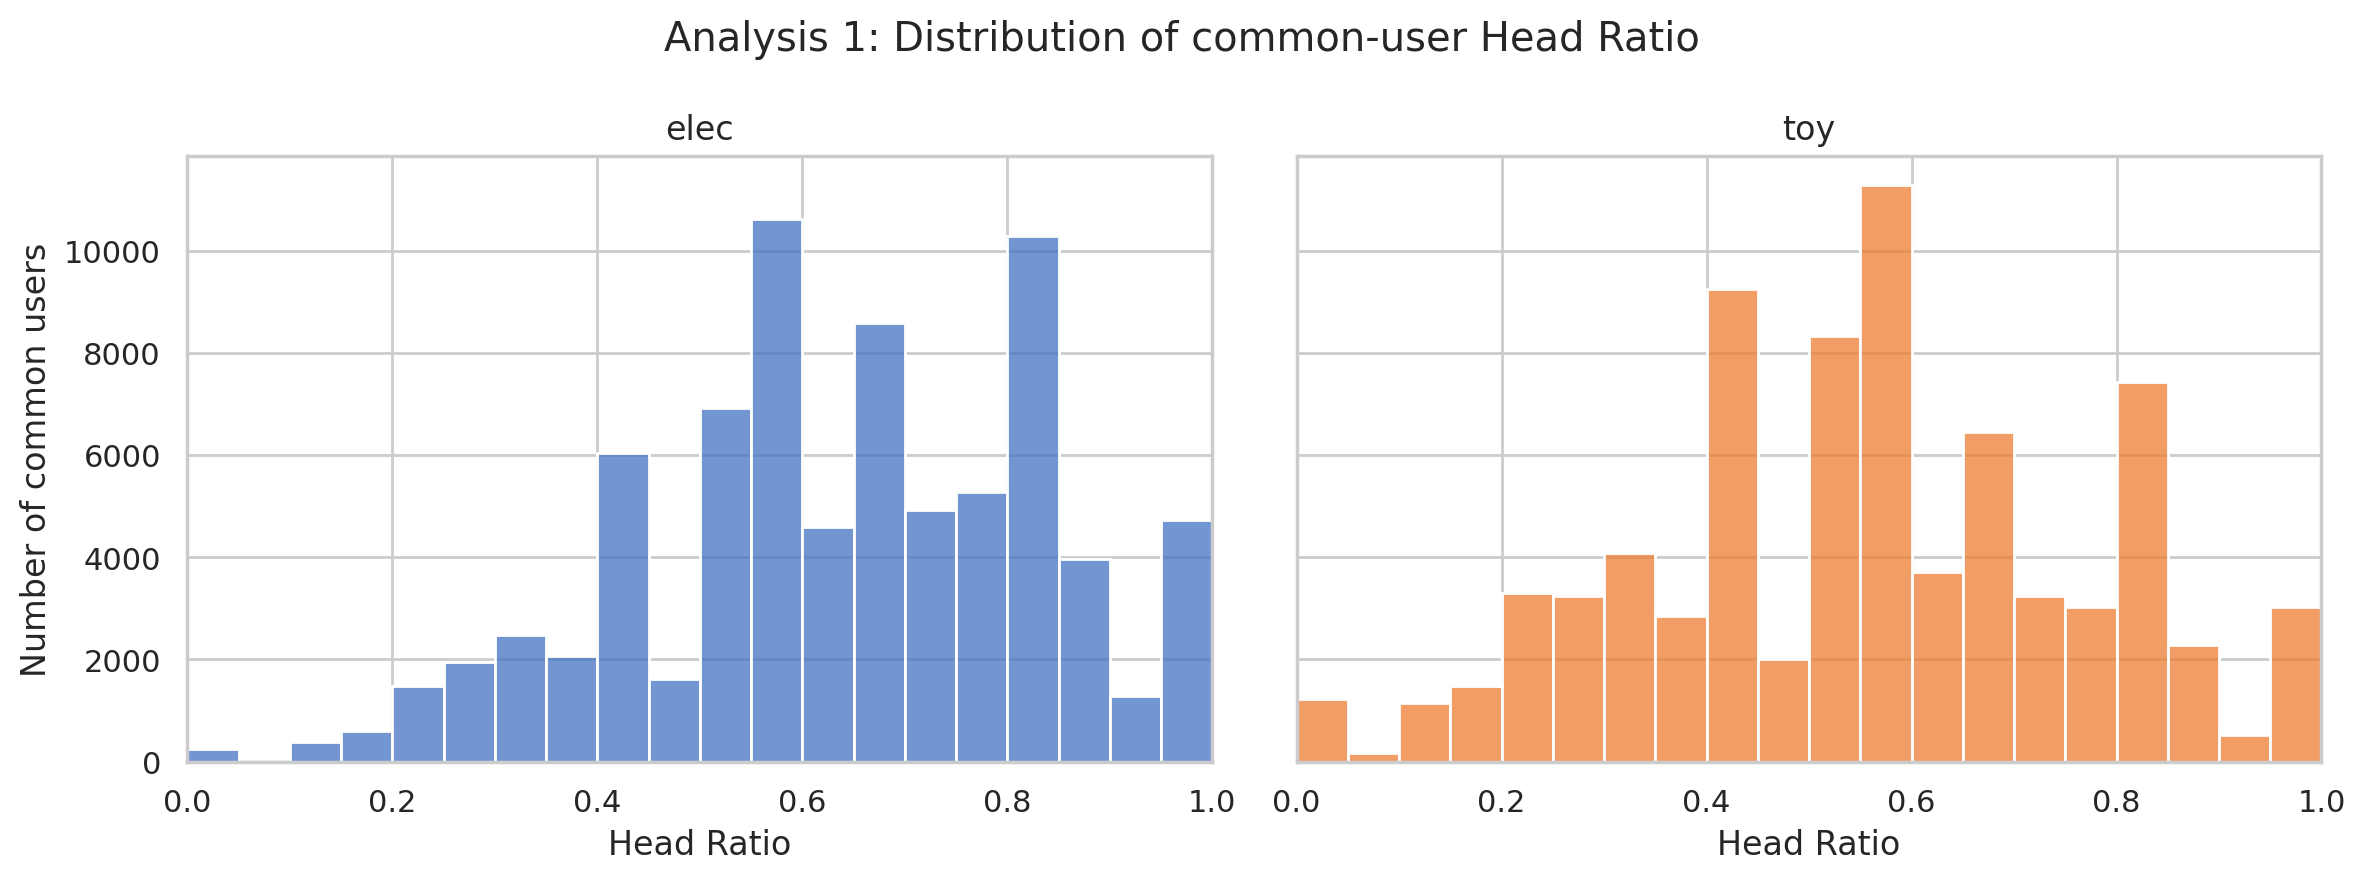 Analysis 1: Distribution of common-user Head Ratio
elec
toy
Number of common users
10000
8000
6000
4000
2000
0
0.0 0.2 0.4 0.6 0.8 1.0
0.0 0.2 0.4 0.6 0.8 1.0
Head Ratio
Head Ratio